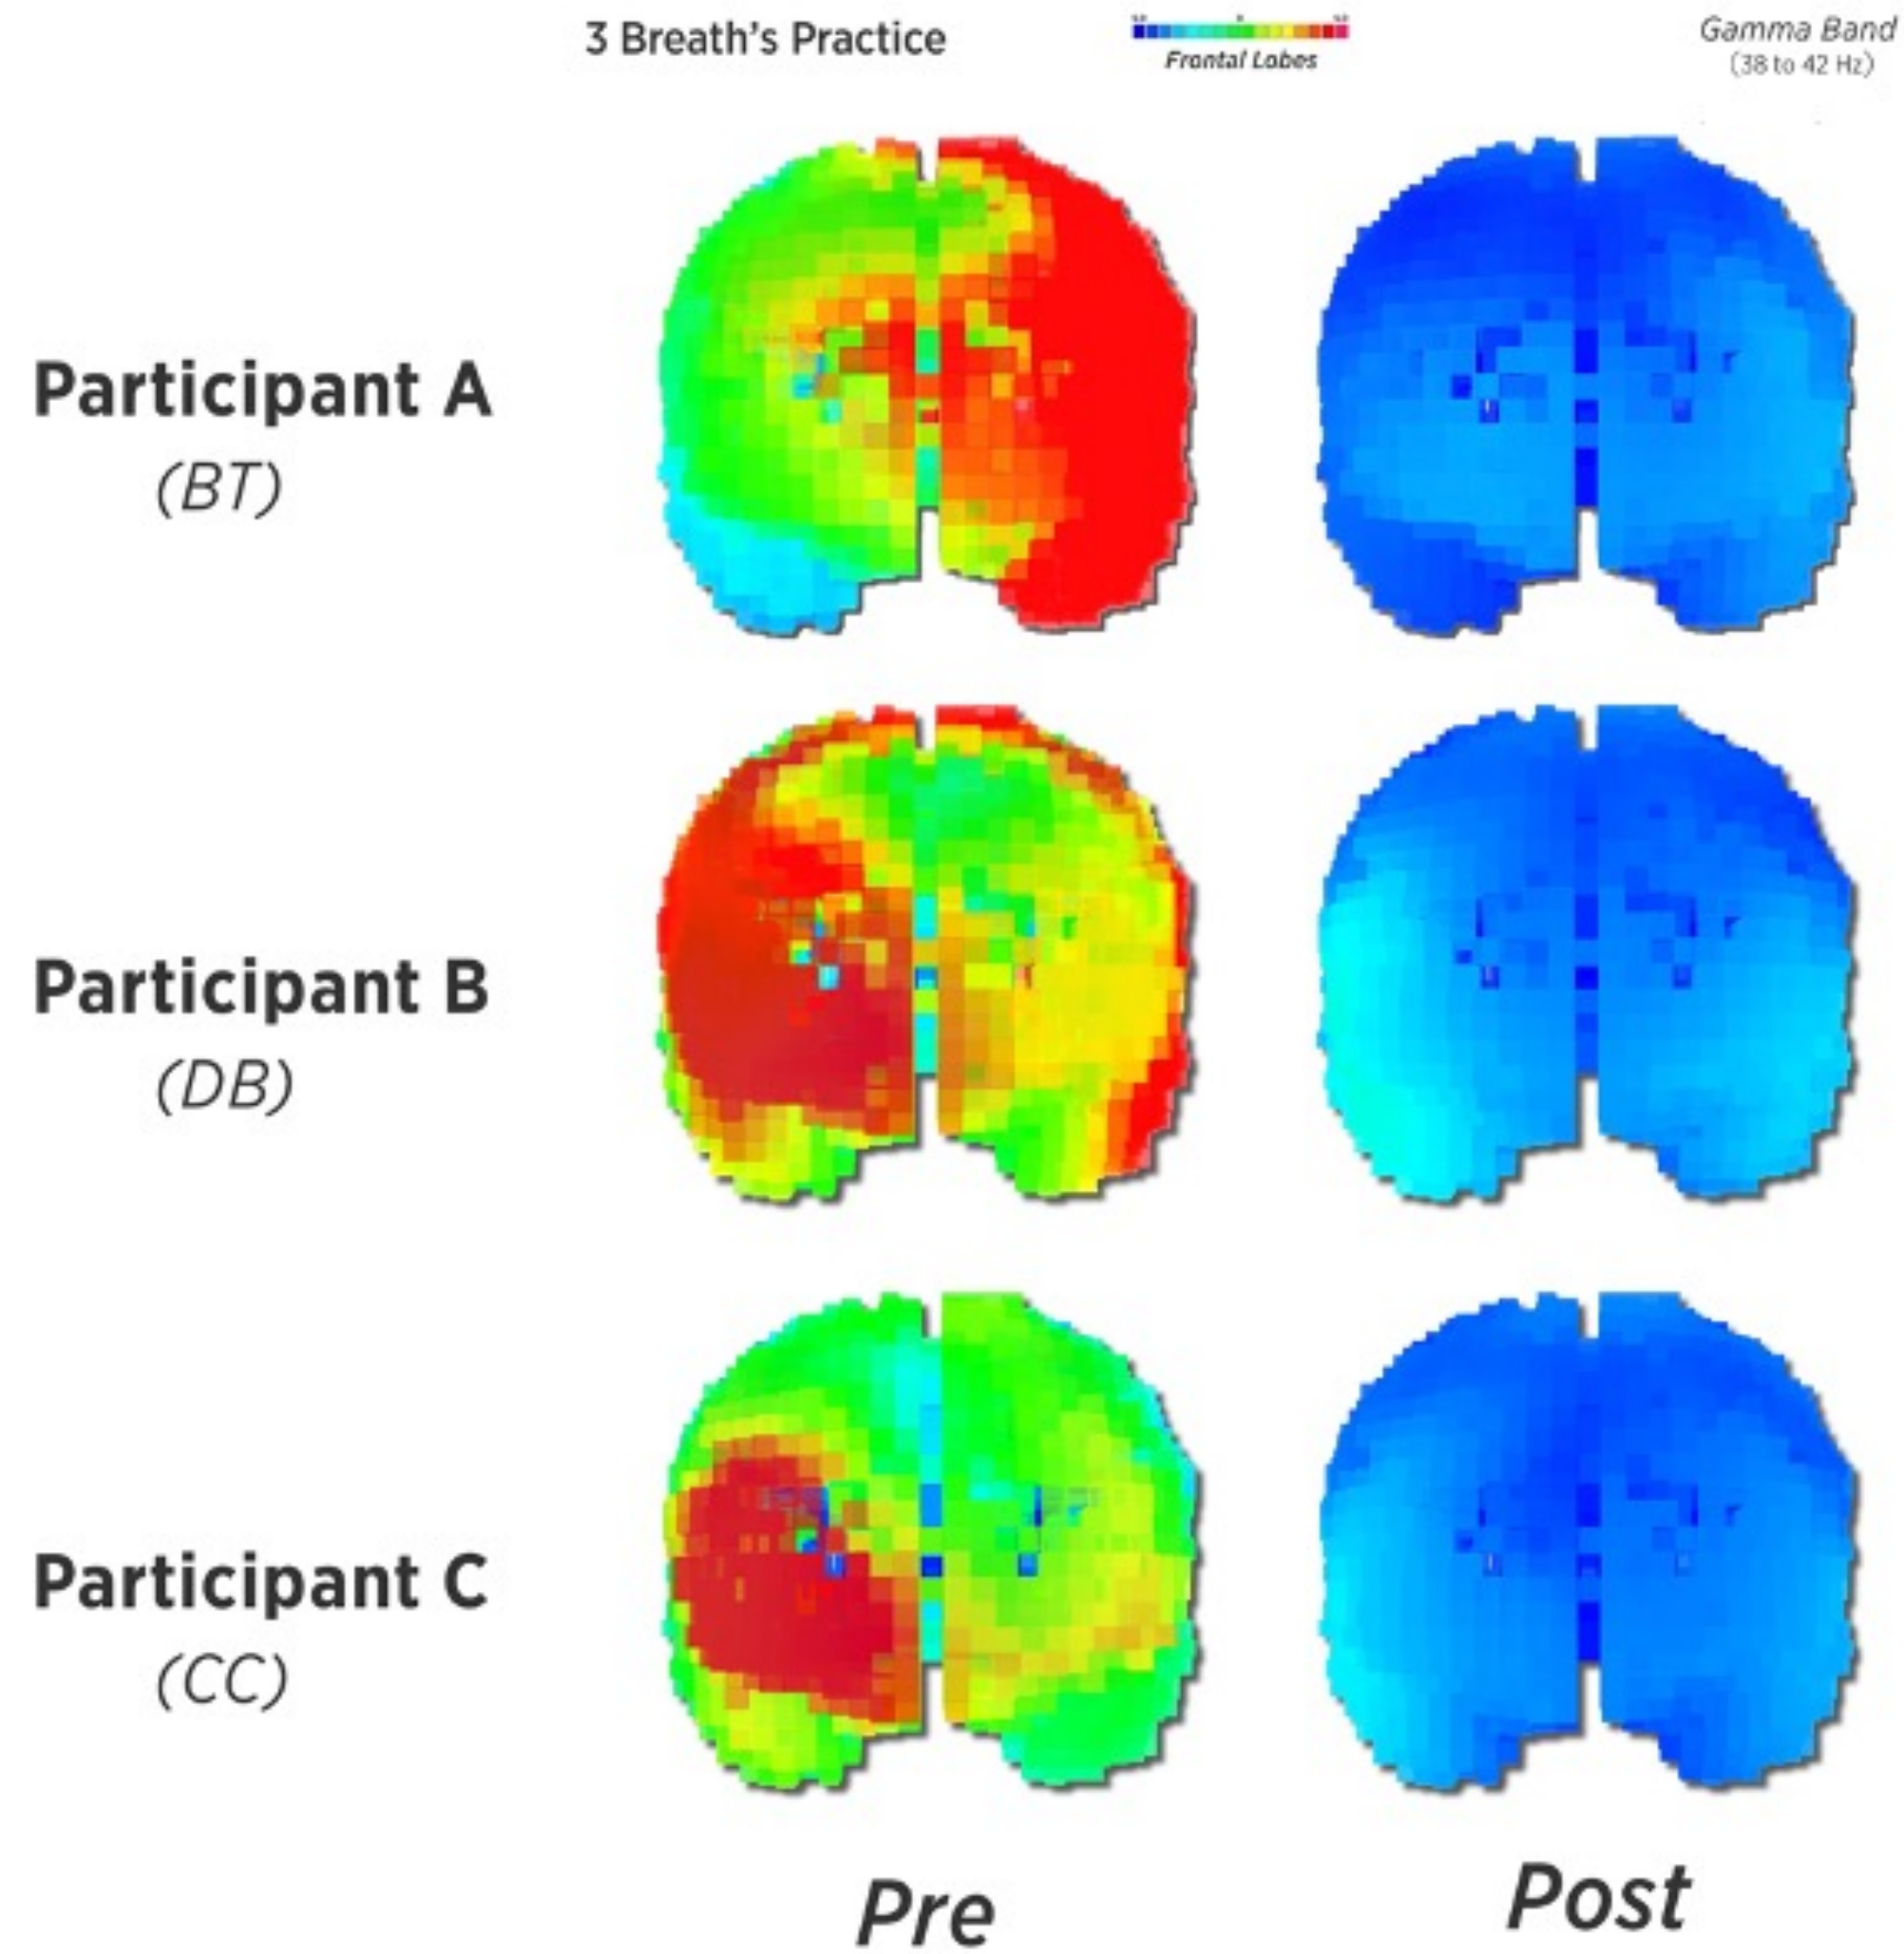 3 Breath's Practice
Frontal Lobes
Gamma Band
(38 to 42 Hz)
Participant A
(BT)
Participant B
(DB)
Participant C
(CC)
Pre
Post